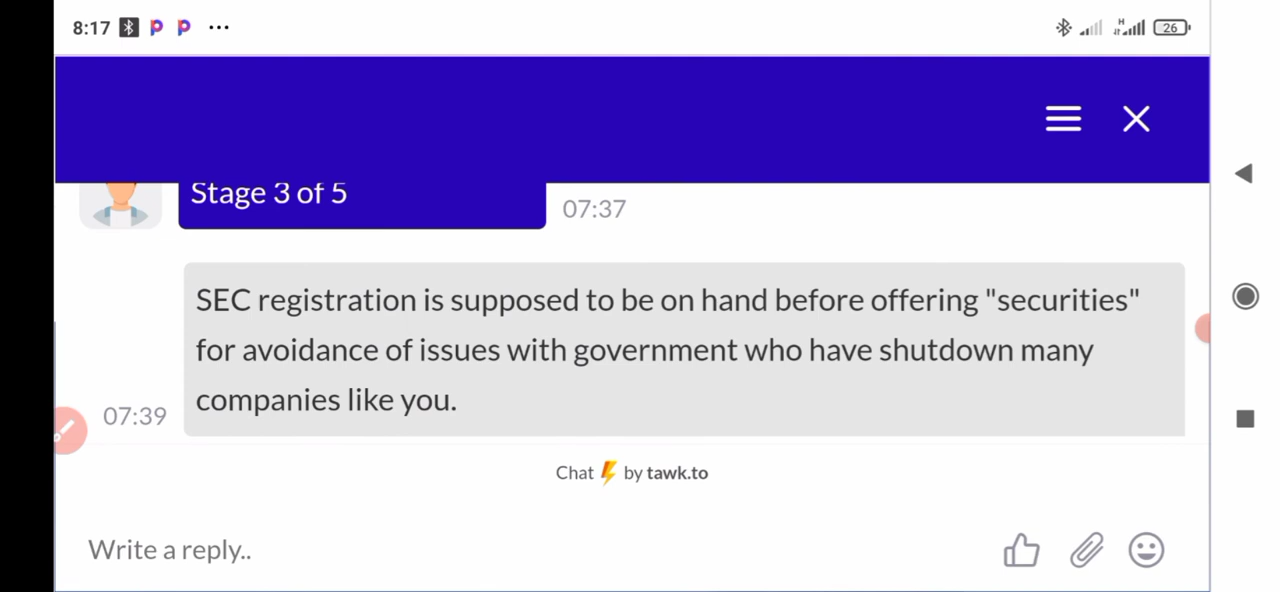 8:17 P P ...
H 26
Stage 3 of 5
07:37
SEC registration is supposed to be on hand before offering "securities"
for avoidance of issues with government who have shutdown many
companies like you.
07:39
Chat by tawk.to
Write a reply..